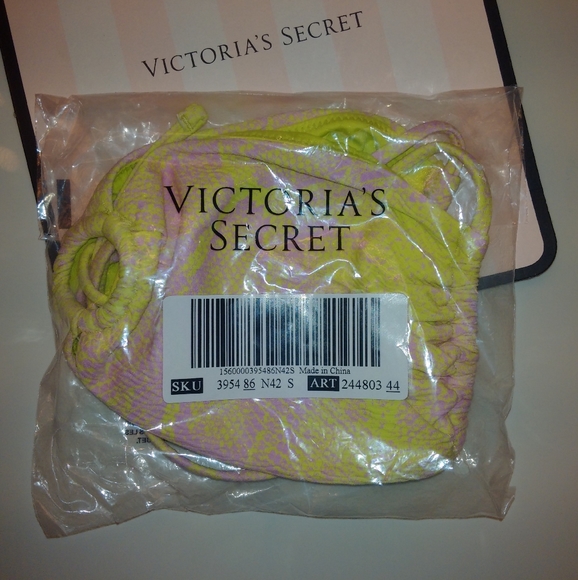 VICTORIA'S SECRET
VICTORIA'S
SECRET
1560000395486N42S Made in China
SKU 3954 86 N42 S ART 244803 44